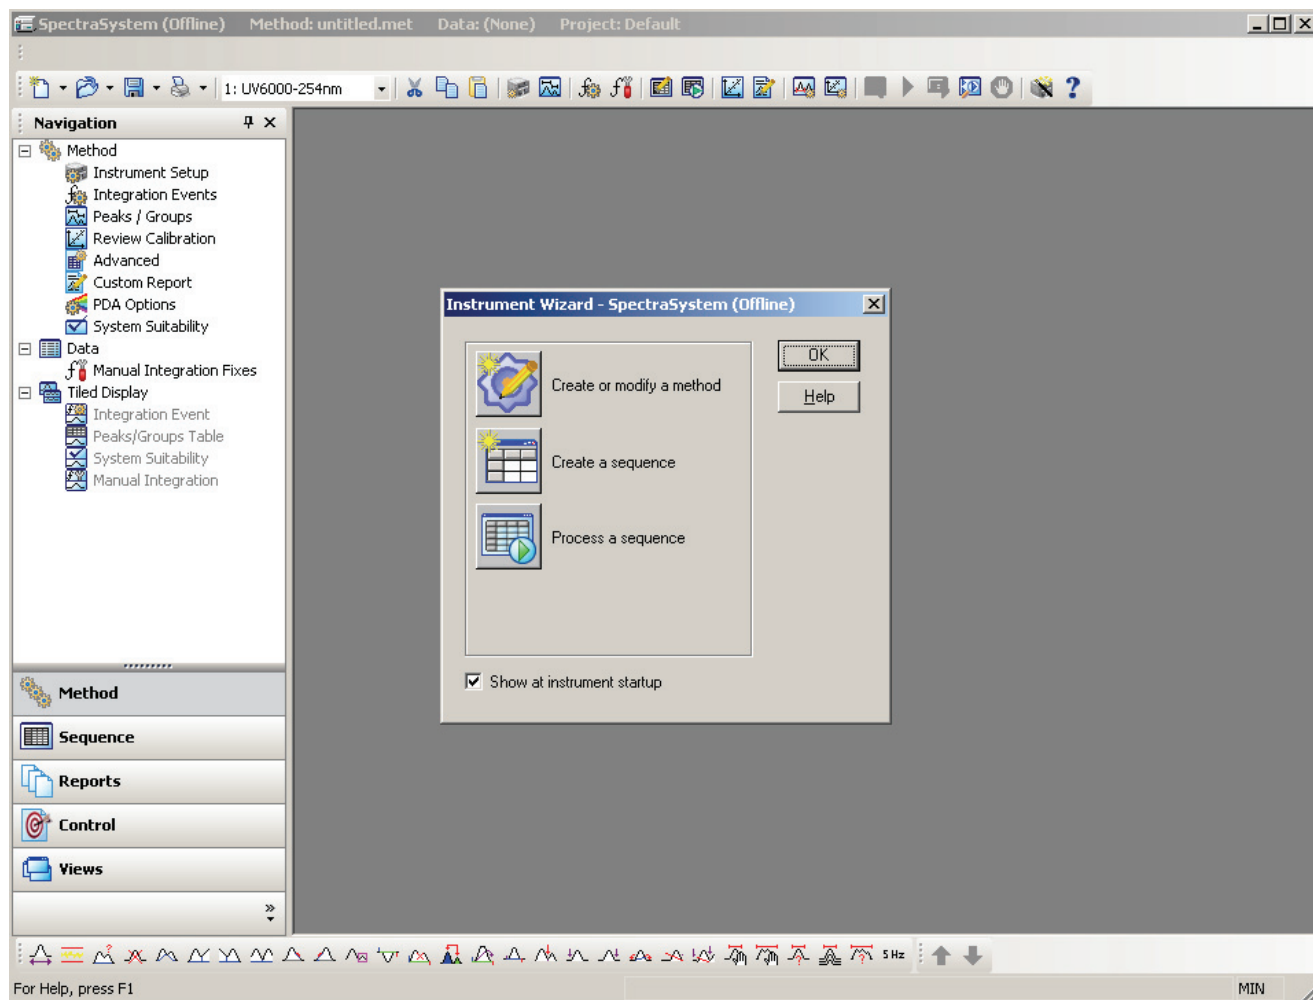 SpectraSystem (Offline) Method: untitled.met Data: (None) Project: Default
1: UV6000-254nm
Navigation
Method
Instrument Setup
Integration Events
Peaks / Groups
Review Calibration
Advanced
Custom Report
PDA Options
System Suitability
Data
Manual Integration Fixes
Tiled Display
Integration Event
Peaks/Groups Table
System Suitability
Manual Integration
Instrument Wizard - SpectraSystem (Offline)
Create or modify a method
Create a sequence
Process a sequence
OK
Help
Show at instrument startup
Method
Sequence
Reports
Control
Views
5 Hz
For Help, press F1
MIN